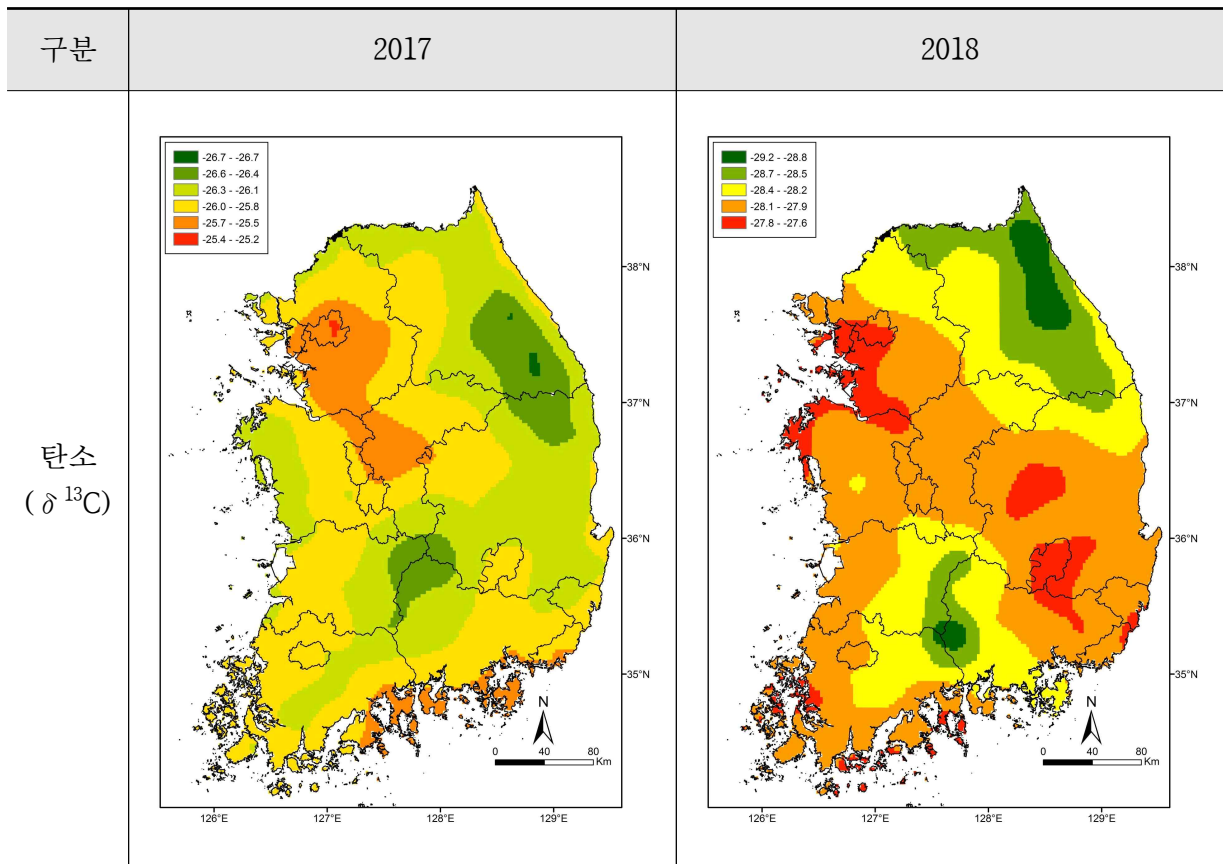 구분
2017
2018
탄소
( δ ¹³C)
-26.7 - -26.7
-26.6 - -26.4
-26.3 - -26.1
-26.0 - -25.8
-25.7 - -25.5
-25.4 - -25.2
38°N
37°N
36°N
35°N
N
0 40 80
Km
126°E 127°E 128°E 129°E
-29.2 - -28.8
-28.7 - -28.5
-28.4 - -28.2
-28.1 - -27.9
-27.8 - -27.6
38°N
37°N
36°N
35°N
N
0 40 80
Km
126°E 127°E 128°E 129°E